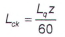 L_ck = L_q z / 60